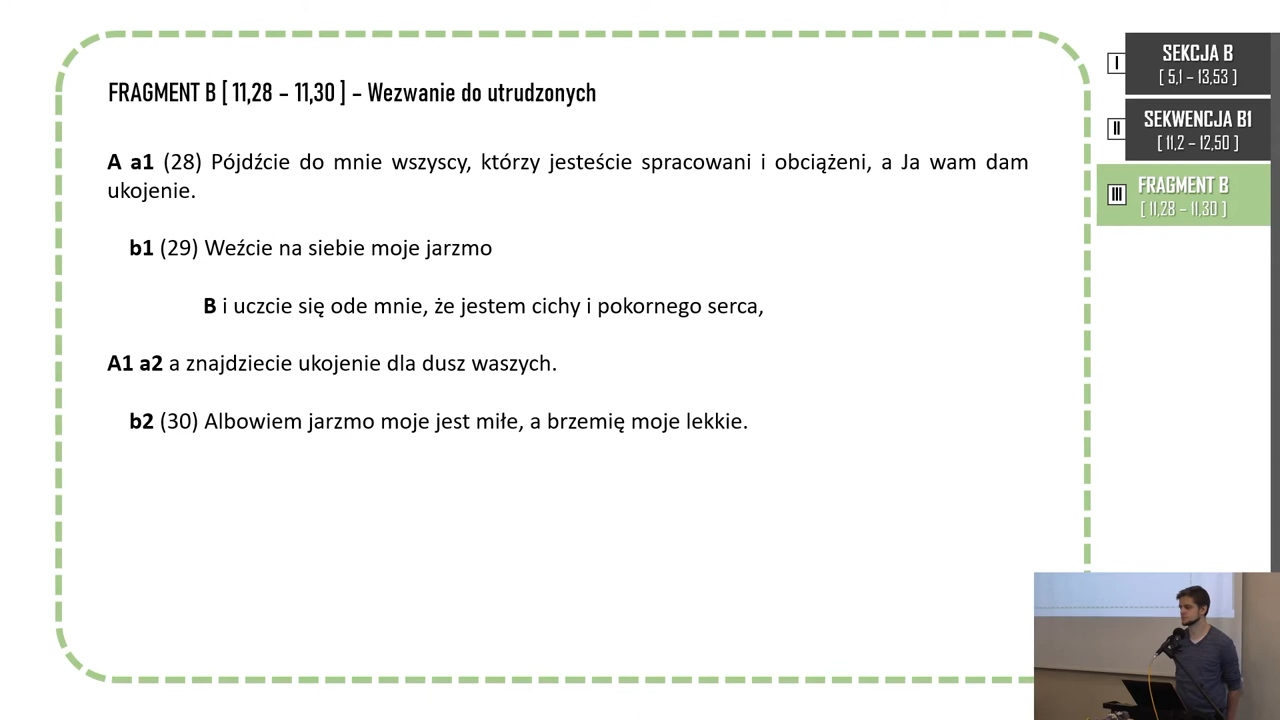 FRAGMENT B [ 11,28 – 11,30 ] – Wezwanie do utrudzonych
A a1 (28) Pójdźcie do mnie wszyscy, którzy jesteście spracowani i obciążeni, a Ja wam dam
ukojenie.
b1 (29) Weźcie na siebie moje jarzmo
B i uczcie się ode mnie, że jestem cichy i pokornego serca,
A1 a2 a znajdziecie ukojenie dla dusz waszych.
b2 (30) Albowiem jarzmo moje jest miłe, a brzemię moje lekkie.
I
SEKCJA B
[ 5,1 – 13,53 ]
II
SEKWENCJA B1
[ 11,2 – 12,50 ]
III
FRAGMENT B
[ 11,28 – 11,30 ]